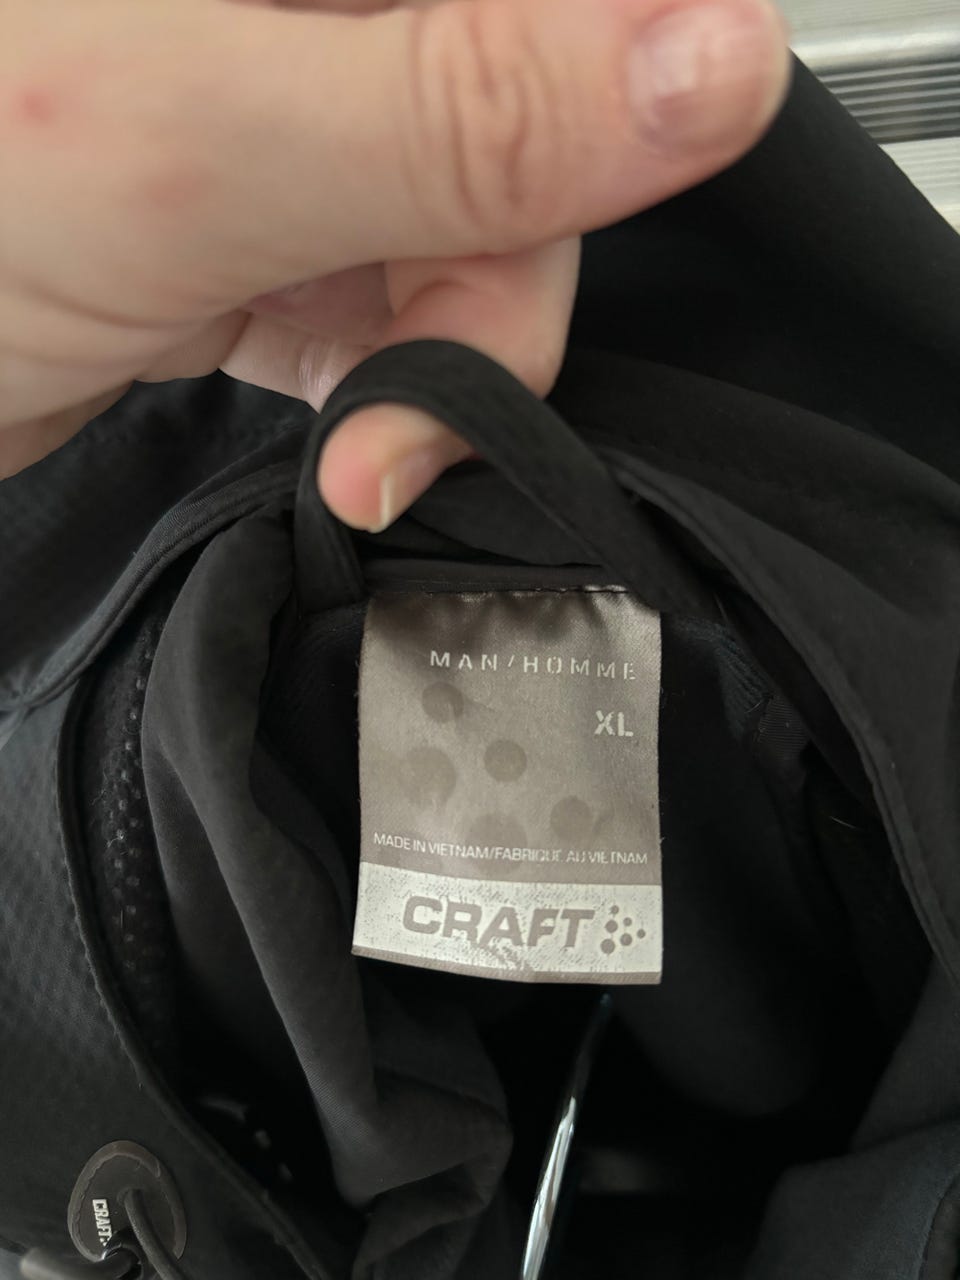 MAN/HOMME
XL
MADE IN VIETNAM/FABRIQUE AU VIETNAM
CRAFT
CRAFT